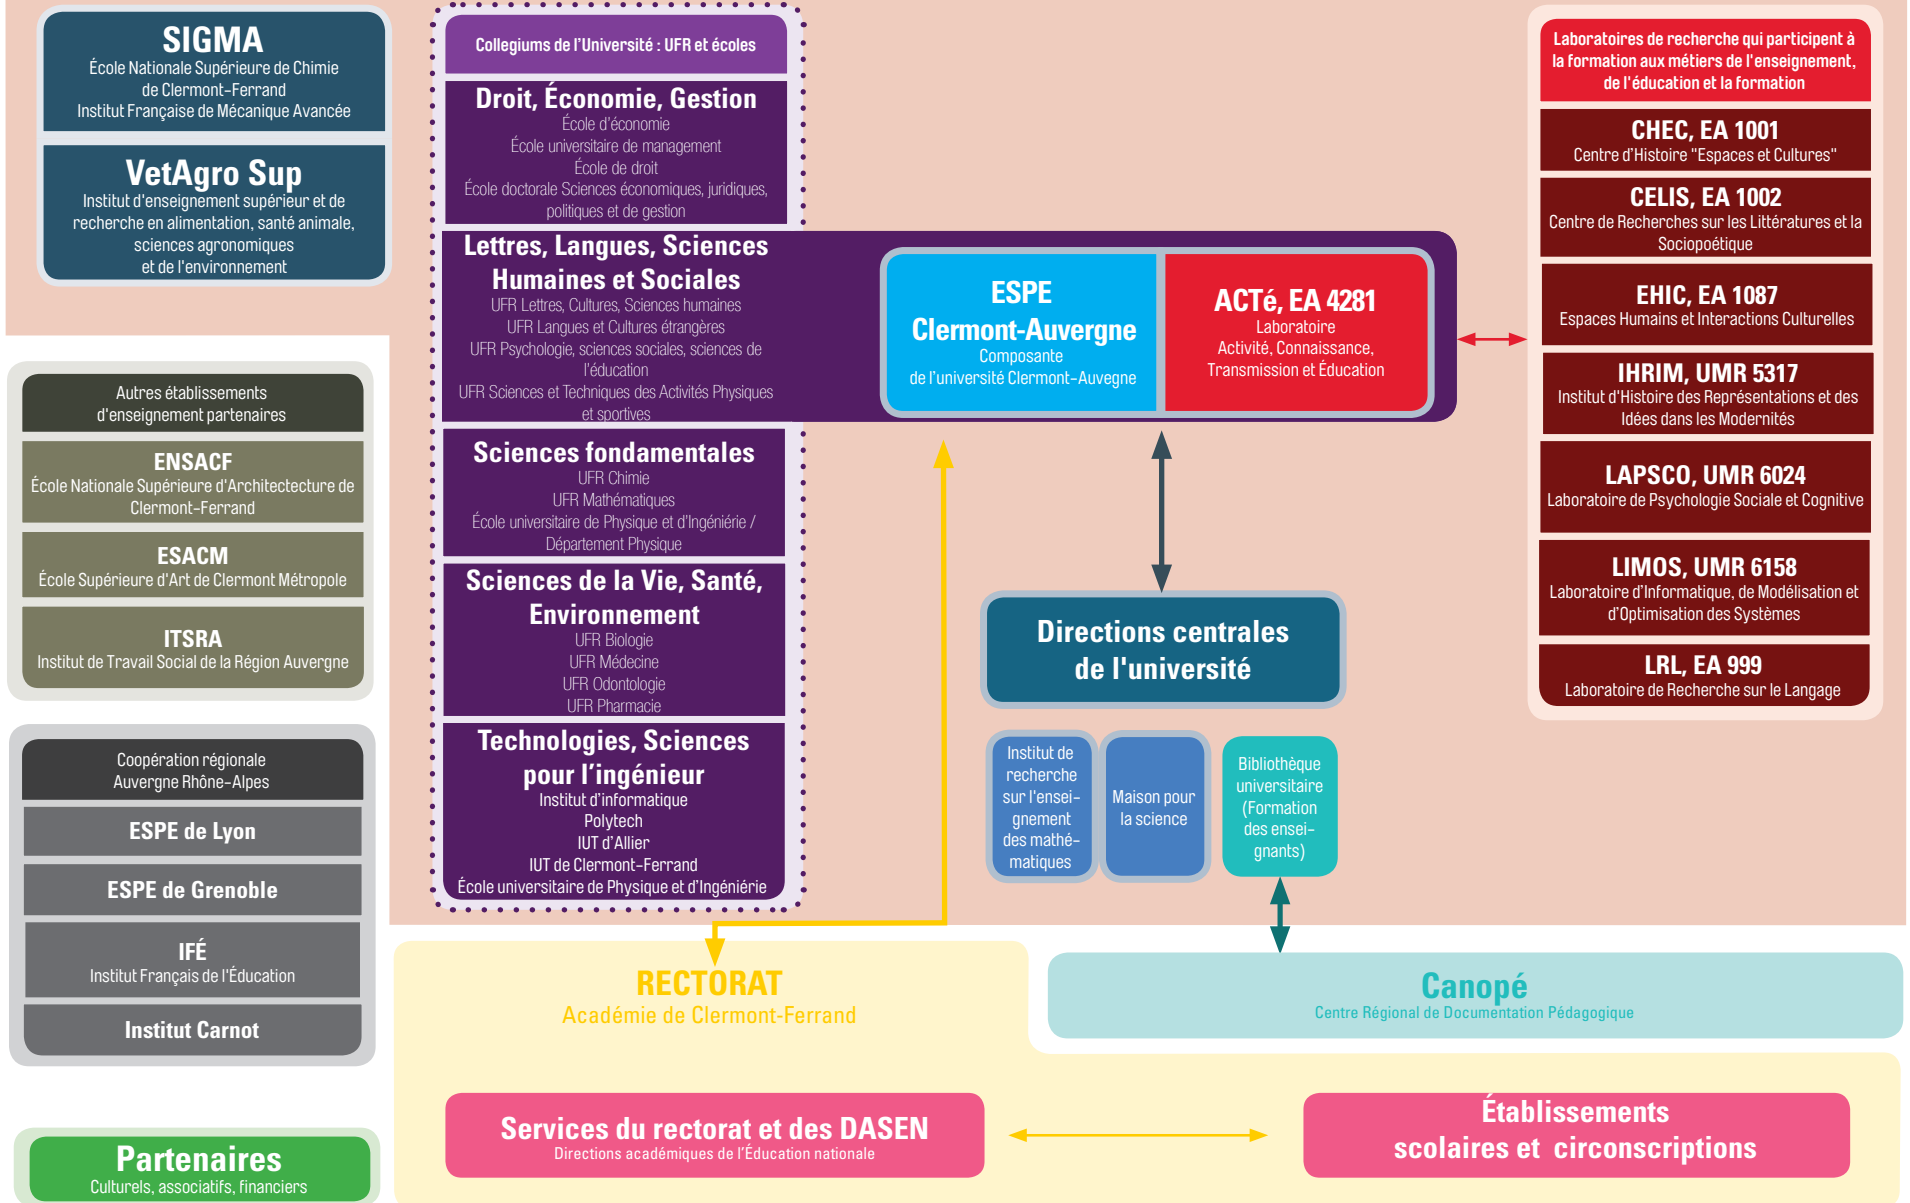 SIGMA
École Nationale Supérieure de Chimie
de Clermont-Ferrand
Institut Française de Mécanique Avancée
VetAgro Sup
Institut d'enseignement supérieur et de
recherche en alimentation, santé animale,
sciences agronomiques
et de l'environnement
Autres établissements
d'enseignement partenaires
ENSACF
École Nationale Supérieure d'Architectecture de
Clermont-Ferrand
ESACM
École Supérieure d'Art de Clermont Métropole
ITSRA
Institut de Travail Social de la Région Auvergne
Coopération régionale
Auvergne Rhône-Alpes
ESPE de Lyon
ESPE de Grenoble
IFÉ
Institut Français de l'Éducation
Institut Carnot
Partenaires
Culturels, associatifs, financiers
Collegiums de l'Université : UFR et écoles
Droit, Économie, Gestion
École d'économie
École universitaire de management
École de droit
École doctorale Sciences économiques, juridiques,
politiques et de gestion
Lettres, Langues, Sciences
Humaines et Sociales
UFR Lettres, Cultures, Sciences humaines
UFR Langues et Cultures étrangères
UFR Psychologie, sciences sociales, sciences de
l'éducation
UFR Sciences et Techniques des Activités Physiques
et sportives
Sciences fondamentales
UFR Chimie
UFR Mathématiques
École universitaire de Physique et d'Ingéniérie /
Département Physique
Sciences de la Vie, Santé,
Environnement
UFR Biologie
UFR Médecine
UFR Odontologie
UFR Pharmacie
Technologies, Sciences
pour l'ingénieur
Institut d'informatique
Polytech
IUT d'Allier
IUT de Clermont-Ferrand
École universitaire de Physique et d'Ingéniérie
ESPE
Clermont-Auvergne
Composante
de l'université Clermont-Auvegne
ACTé, EA 4281
Laboratoire
Activité, Connaissance,
Transmission et Éducation
Directions centrales
de l'université
Institut de
recherche
sur l'ensei-
gnement
des mathé-
matiques
Maison pour
la science
Bibliothèque
universitaire
(Formation
des ensei-
gnants)
Laboratoires de recherche qui participent à
la formation aux métiers de l'enseignement,
de l'éducation et la formation
CHEC, EA 1001
Centre d'Histoire "Espaces et Cultures"
CELIS, EA 1002
Centre de Recherches sur les Littératures et la
Sociopoétique
EHIC, EA 1087
Espaces Humains et Interactions Culturelles
IHRIM, UMR 5317
Institut d'Histoire des Représentations et des
Idées dans les Modernités
LAPSCO, UMR 6024
Laboratoire de Psychologie Sociale et Cognitive
LIMOS, UMR 6158
Laboratoire d'Informatique, de Modélisation et
d'Optimisation des Systèmes
LRL, EA 999
Laboratoire de Recherche sur le Langage
RECTORAT
Académie de Clermont-Ferrand
Canopé
Centre Régional de Documentation Pédagogique
Services du rectorat et des DASEN
Directions académiques de l'Éducation nationale
Établissements
scolaires et circonscriptions